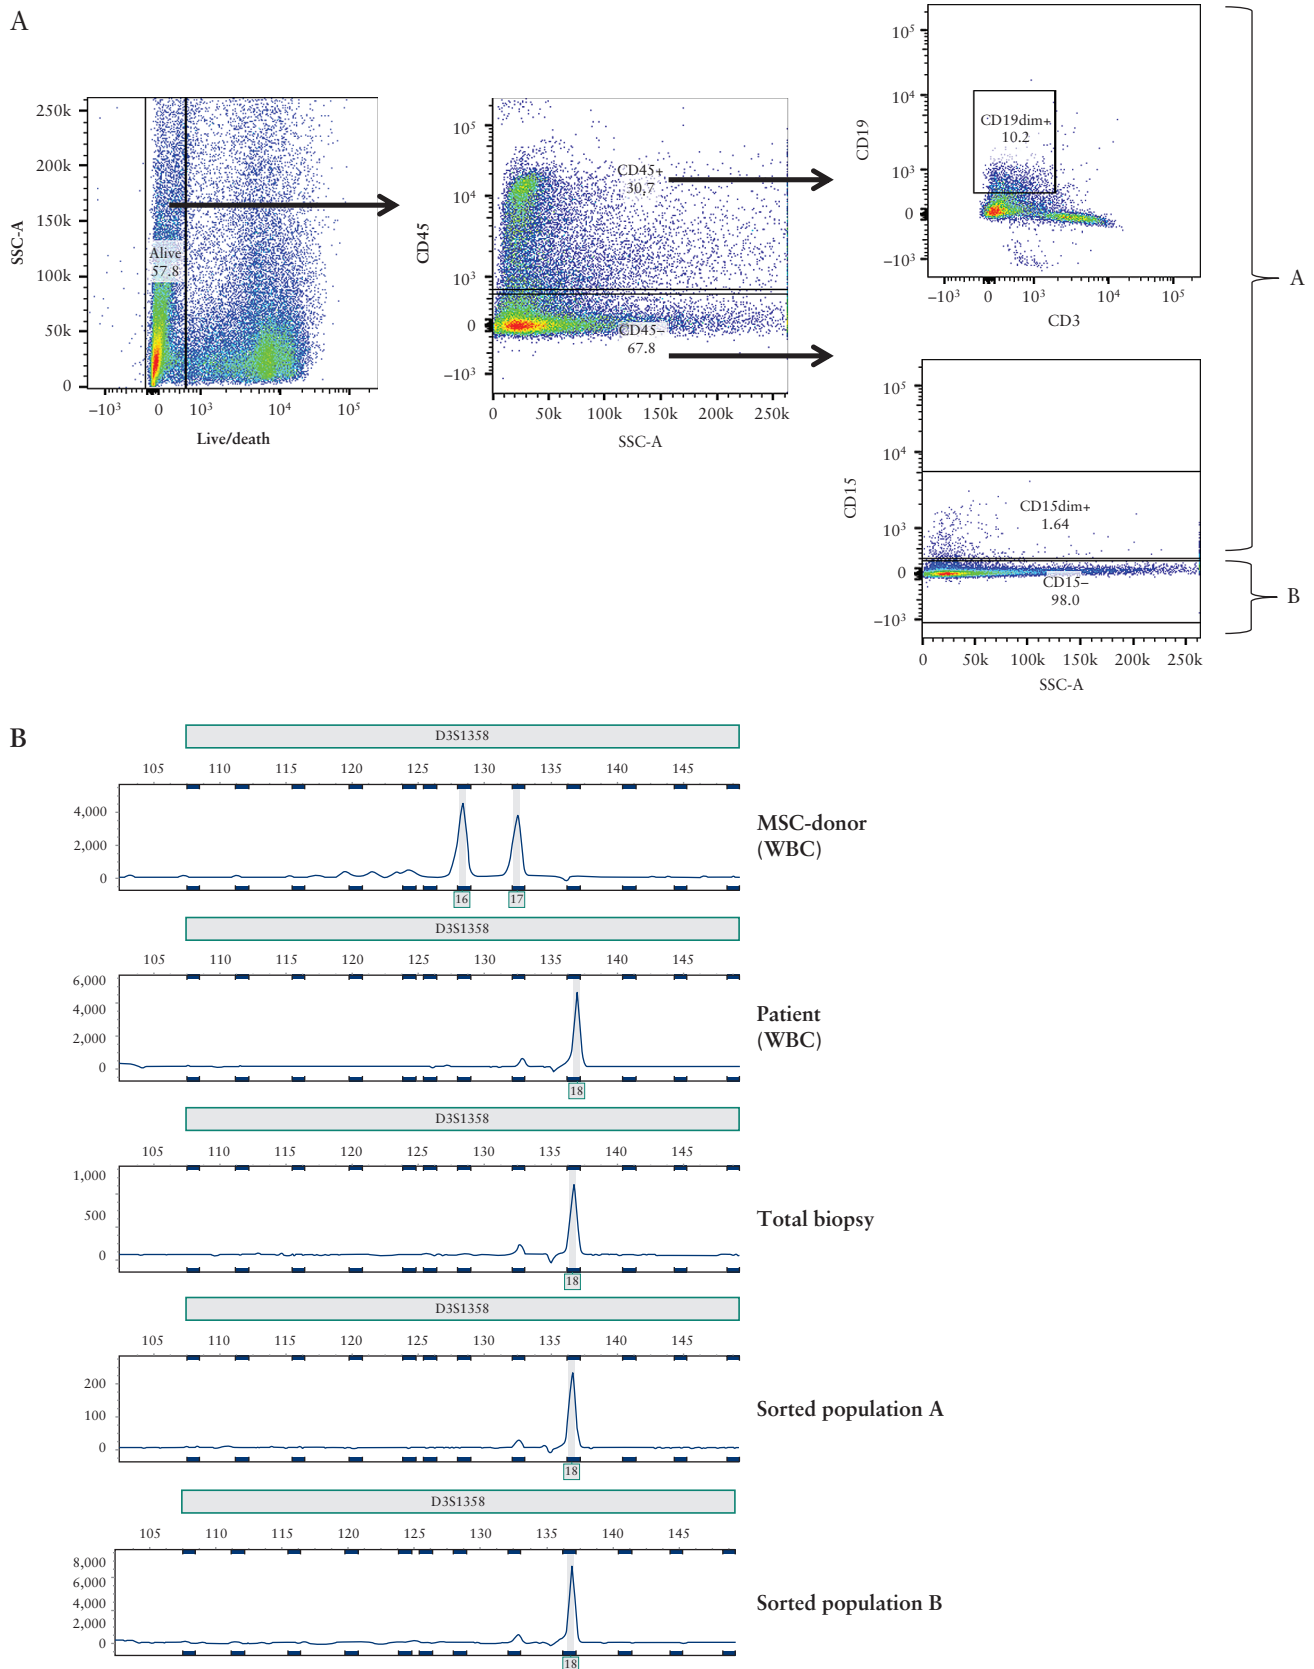 A
250k
200k
150k
100k
50k
0
SSC-A
Alive
57.8
−10³ 0 10³ 10⁴ 10⁵
Live/death
10⁵
10⁴
10³
0
−10³
CD45
CD45+
30.7
CD45−
67.8
0 50k 100k 150k 200k 250k
SSC-A
10⁵
10⁴
10³
0
−10³
CD19
CD19dim+
10.2
−10³ 0 10³ 10⁴ 10⁵
CD3
A
10⁵
10⁴
10³
0
−10³
CD15
CD15dim+
1.64
CD15−
98.0
0 50k 100k 150k 200k 250k
SSC-A
B
B
D3S1358
105 110 115 120 125 130 135 140 145
4,000
2,000
0
16 17
MSC-donor
(WBC)
D3S1358
105 110 115 120 125 130 135 140 145
6,000
4,000
2,000
0
18
Patient
(WBC)
D3S1358
105 110 115 120 125 130 135 140 145
1,000
500
0
18
Total biopsy
D3S1358
105 110 115 120 125 130 135 140 145
200
100
0
18
Sorted population A
D3S1358
105 110 115 120 125 130 135 140 145
8,000
6,000
4,000
2,000
0
18
Sorted population B